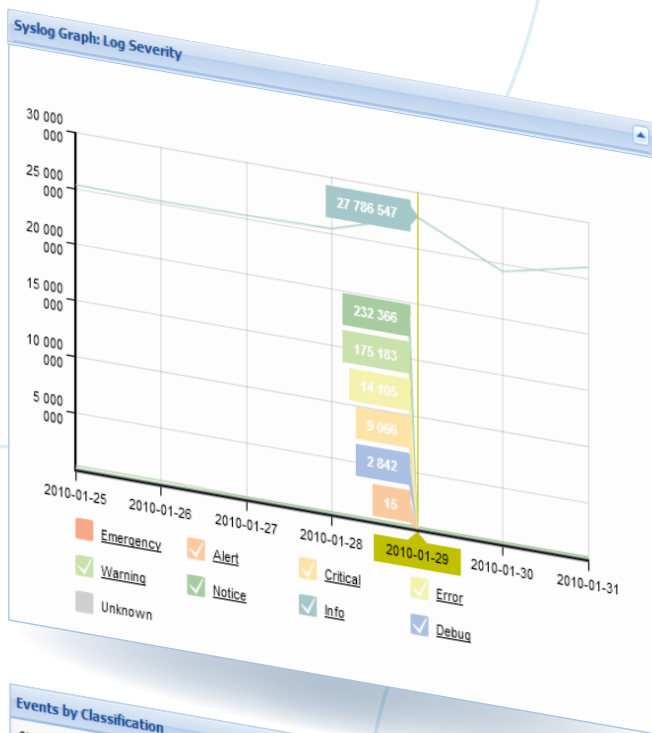 Syslog Graph: Log Severity
30 000 000
25 000 000
20 000 000
15 000 000
10 000 000
5 000 000
27 786 547
232 366
175 183
14 105
9 066
2 842
15
2010-01-25
2010-01-26
2010-01-27
2010-01-28
2010-01-29
2010-01-30
2010-01-31
Emergency
Alert
Critical
Error
Warning
Notice
Info
Debug
Unknown
Events by Classification